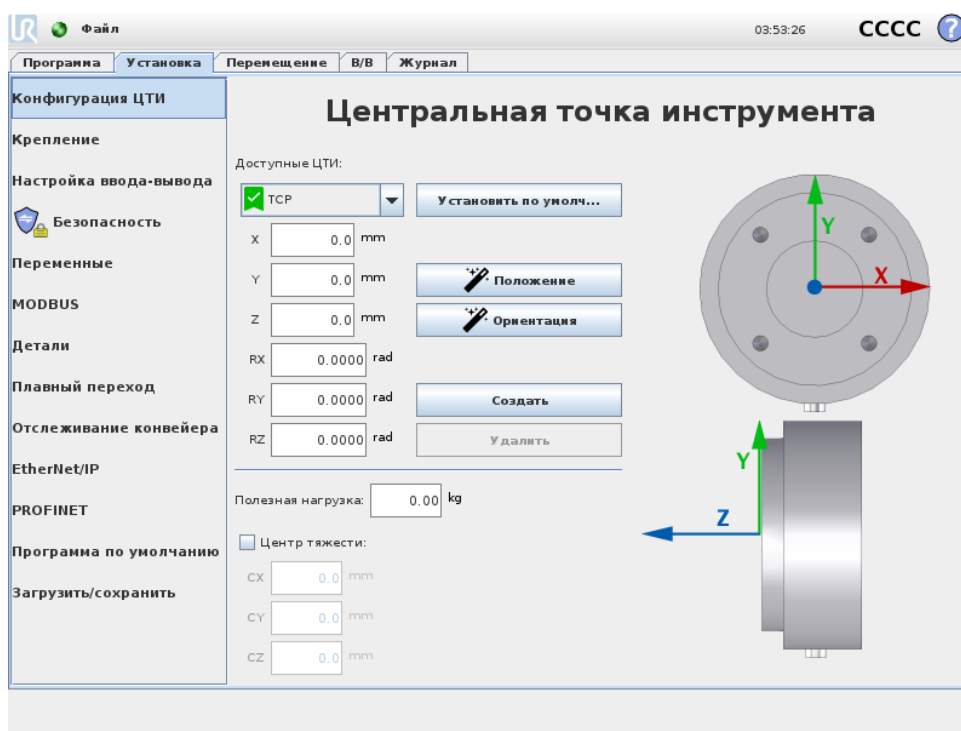 UR Файл 03:53:26 CCCC ?
Программа Установка Перемещение В/В Журнал
Конфигурация ЦТИ
Крепление
Настройка ввода-вывода
Безопасность
Переменные
MODBUS
Детали
Плавный переход
Отслеживание конвейера
EtherNet/IP
PROFINET
Программа по умолчанию
Загрузить/сохранить
Центральная точка инструмента
Доступные ЦТИ:
TCP Установить по умолч...
X 0.0 mm
Y 0.0 mm Положение
Z 0.0 mm Ориентация
RX 0.0000 rad
RY 0.0000 rad Создать
RZ 0.0000 rad Удалить
Полезная нагрузка: 0.00 kg
Центр тяжести:
CX 0.0 mm
CY 0.0 mm
CZ 0.0 mm
Y
X
Y
Z